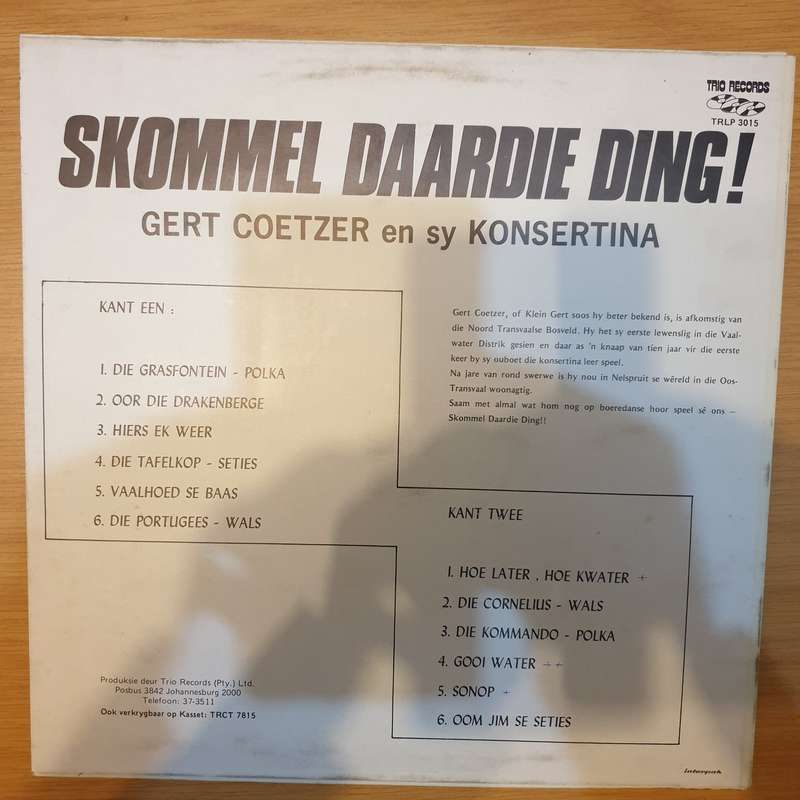 TRIO RECORDS
TRLP 3015
SKOMMEL DAARDIE DING!
GERT COETZER en sy KONSERTINA
KANT EEN :
1. DIE GRASFONTEIN - POLKA
2. OOR DIE DRAKENBERGE
3. HIERS EK WEER
4. DIE TAFELKOP - SETIES
5. VAALHOED SE BAAS
6. DIE PORTUGEES - WALS
Gert Coetzer, of Klein Gert soos hy beter bekend is, is afkomstig van
die Noord Transvaalse Bosveld. Hy het sy eerste lewenslig in die Vaal-
water Distrik gesien en daar as 'n knaap van tien jaar vir die eerste
keer by sy ouboet die konsertina leer speel.
Na jare van rond swerwe is hy nou in Nelspruit se wêreld in die Oos-
Transvaal woonagtig.
Saam met almal wat hom nog op boeredanse hoor speel sê ons –
Skommel Daardie Ding!!
KANT TWEE
1. HOE LATER , HOE KWATER +
2. DIE CORNELIUS - WALS
3. DIE KOMMANDO - POLKA
4. GOOI WATER + +
5. SONOP +
6. OOM JIM SE SETIES
Produksie deur Trio Records (Pty.) Ltd.
Posbus 3842 Johannesburg 2000
Telefoon: 37-3511
Ook verkrygbaar op Kasset: TRCT 7815
interpak